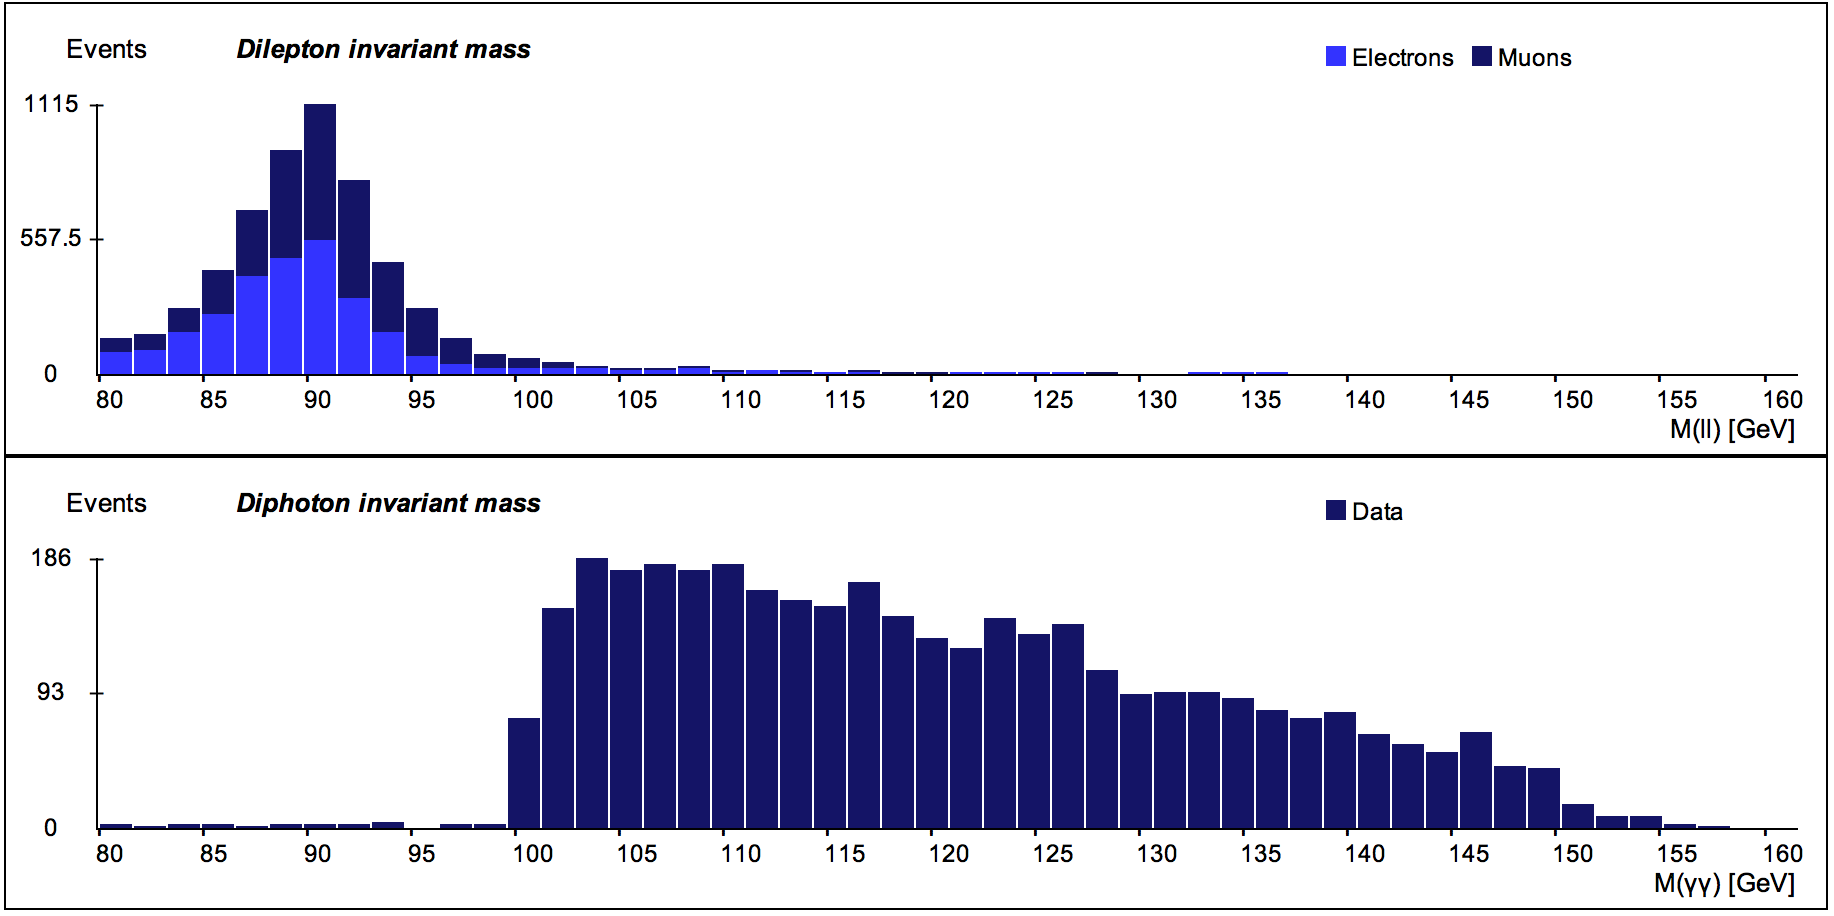 Events Dilepton invariant mass Electrons Muons
1115
557.5
0
80 85 90 95 100 105 110 115 120 125 130 135 140 145 150 155 160
M(ll) [GeV]
Events Diphoton invariant mass Data
186
93
0
80 85 90 95 100 105 110 115 120 125 130 135 140 145 150 155 160
M(γγ) [GeV]